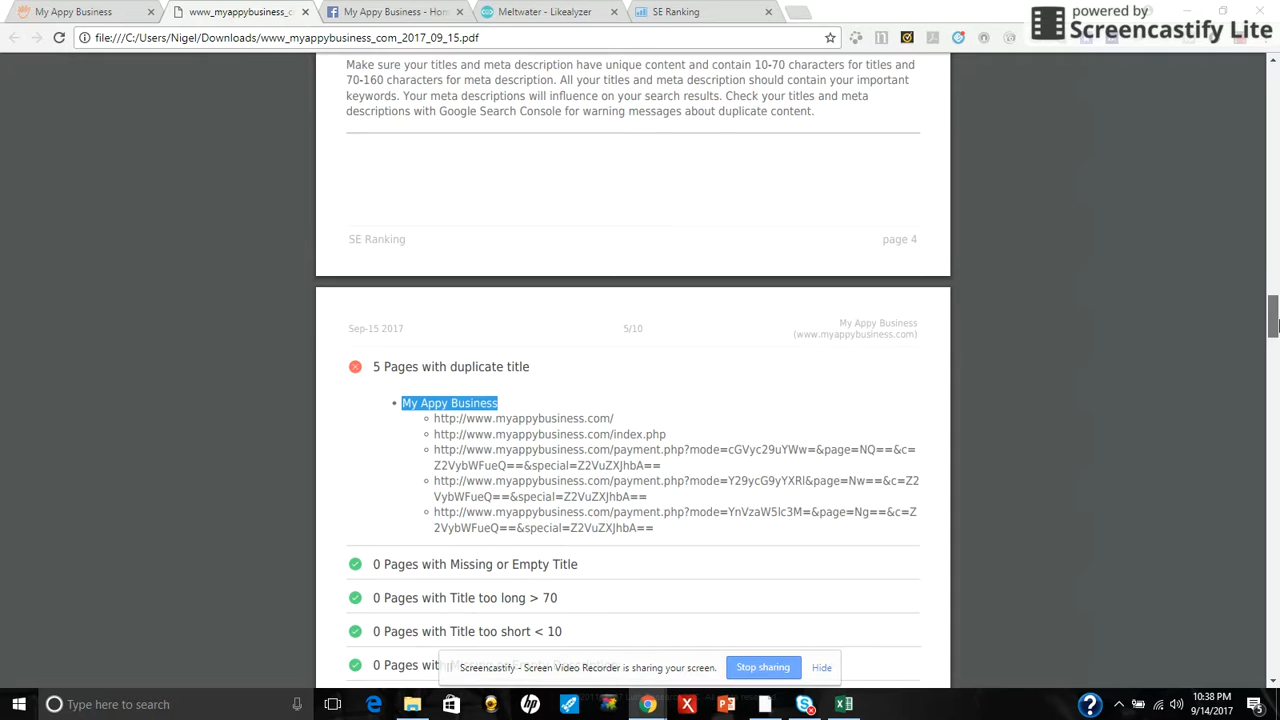 My Appy Business
www_myappybusiness_c
My Appy Business - Hom
Meltwater - Likealyzer
SE Ranking
powered by
Screencastify Lite
file:///C:/Users/Nigel/Downloads/www_myappybusiness_com_2017_09_15.pdf
Make sure your titles and meta description have unique content and contain 10-70 characters for titles and
70-160 characters for meta description. All your titles and meta description should contain your important
keywords. Your meta descriptions will influence on your search results. Check your titles and meta
descriptions with Google Search Console for warning messages about duplicate content.
SE Ranking
page 4
Sep-15 2017
5/10
My Appy Business
(www.myappybusiness.com)
5 Pages with duplicate title
My Appy Business
http://www.myappybusiness.com/
http://www.myappybusiness.com/index.php
http://www.myappybusiness.com/payment.php?mode=cGVyc29uYWw=&page=NQ==&c=
Z2VybWFueQ==&special=Z2VuZXJhbA==
http://www.myappybusiness.com/payment.php?mode=Y29ycG9yYXRl&page=Nw==&c=Z2
VybWFueQ==&special=Z2VuZXJhbA==
http://www.myappybusiness.com/payment.php?mode=YnVzaW5lc3M=&page=Ng==&c=Z
2VybWFueQ==&special=Z2VuZXJhbA==
0 Pages with Missing or Empty Title
0 Pages with Title too long > 70
0 Pages with Title too short < 10
0 Pages with
Screencastify - Screen Video Recorder is sharing your screen.
Stop sharing
Hide
Type here to search
10:38 PM
9/14/2017